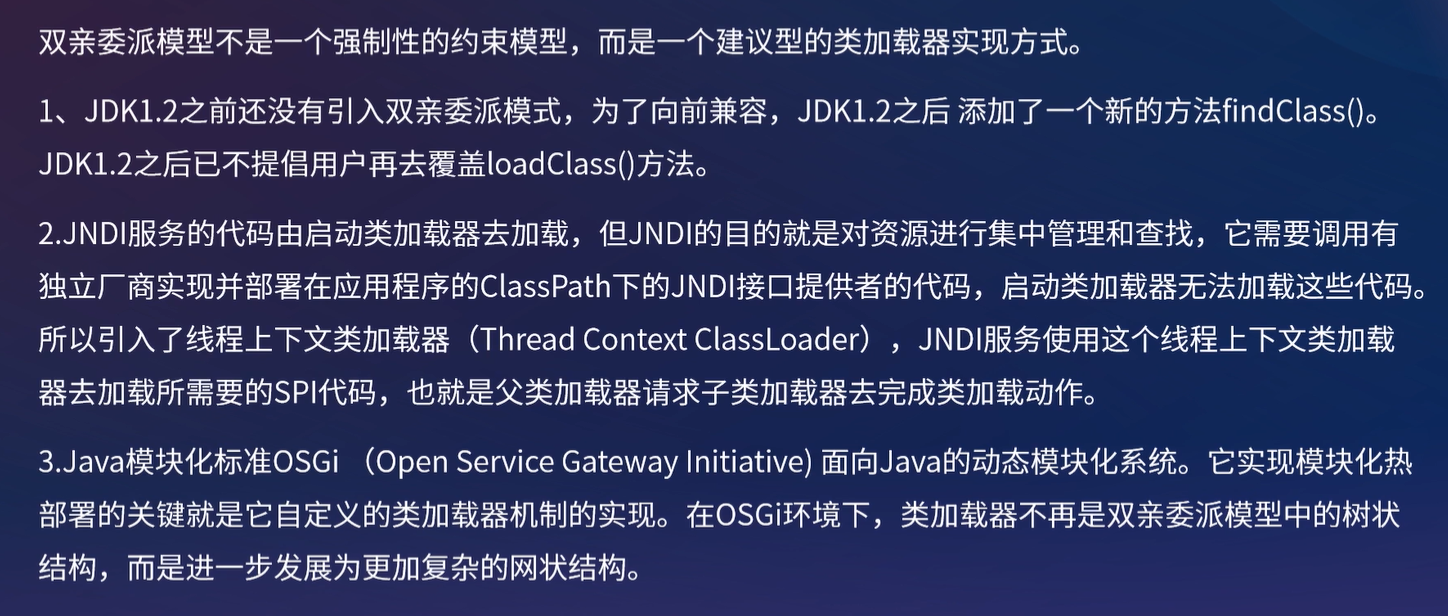 双亲委派模型不是一个强制性的约束模型，而是一个建议型的类加载器实现方式。
1、JDK1.2之前还没有引入双亲委派模式，为了向前兼容，JDK1.2之后 添加了一个新的方法findClass()。
JDK1.2之后已不提倡用户再去覆盖loadClass()方法。
2.JNDI服务的代码由启动类加载器去加载，但JNDI的目的就是对资源进行集中管理和查找，它需要调用有
独立厂商实现并部署在应用程序的ClassPath下的JNDI接口提供者的代码，启动类加载器无法加载这些代码。
所以引入了线程上下文类加载器（Thread Context ClassLoader），JNDI服务使用这个线程上下文类加载
器去加载所需要的SPI代码，也就是父类加载器请求子类加载器去完成类加载动作。
3.Java模块化标准OSGi （Open Service Gateway Initiative) 面向Java的动态模块化系统。它实现模块化热
部署的关键就是它自定义的类加载器机制的实现。在OSGi环境下，类加载器不再是双亲委派模型中的树状
结构，而是进一步发展为更加复杂的网状结构。